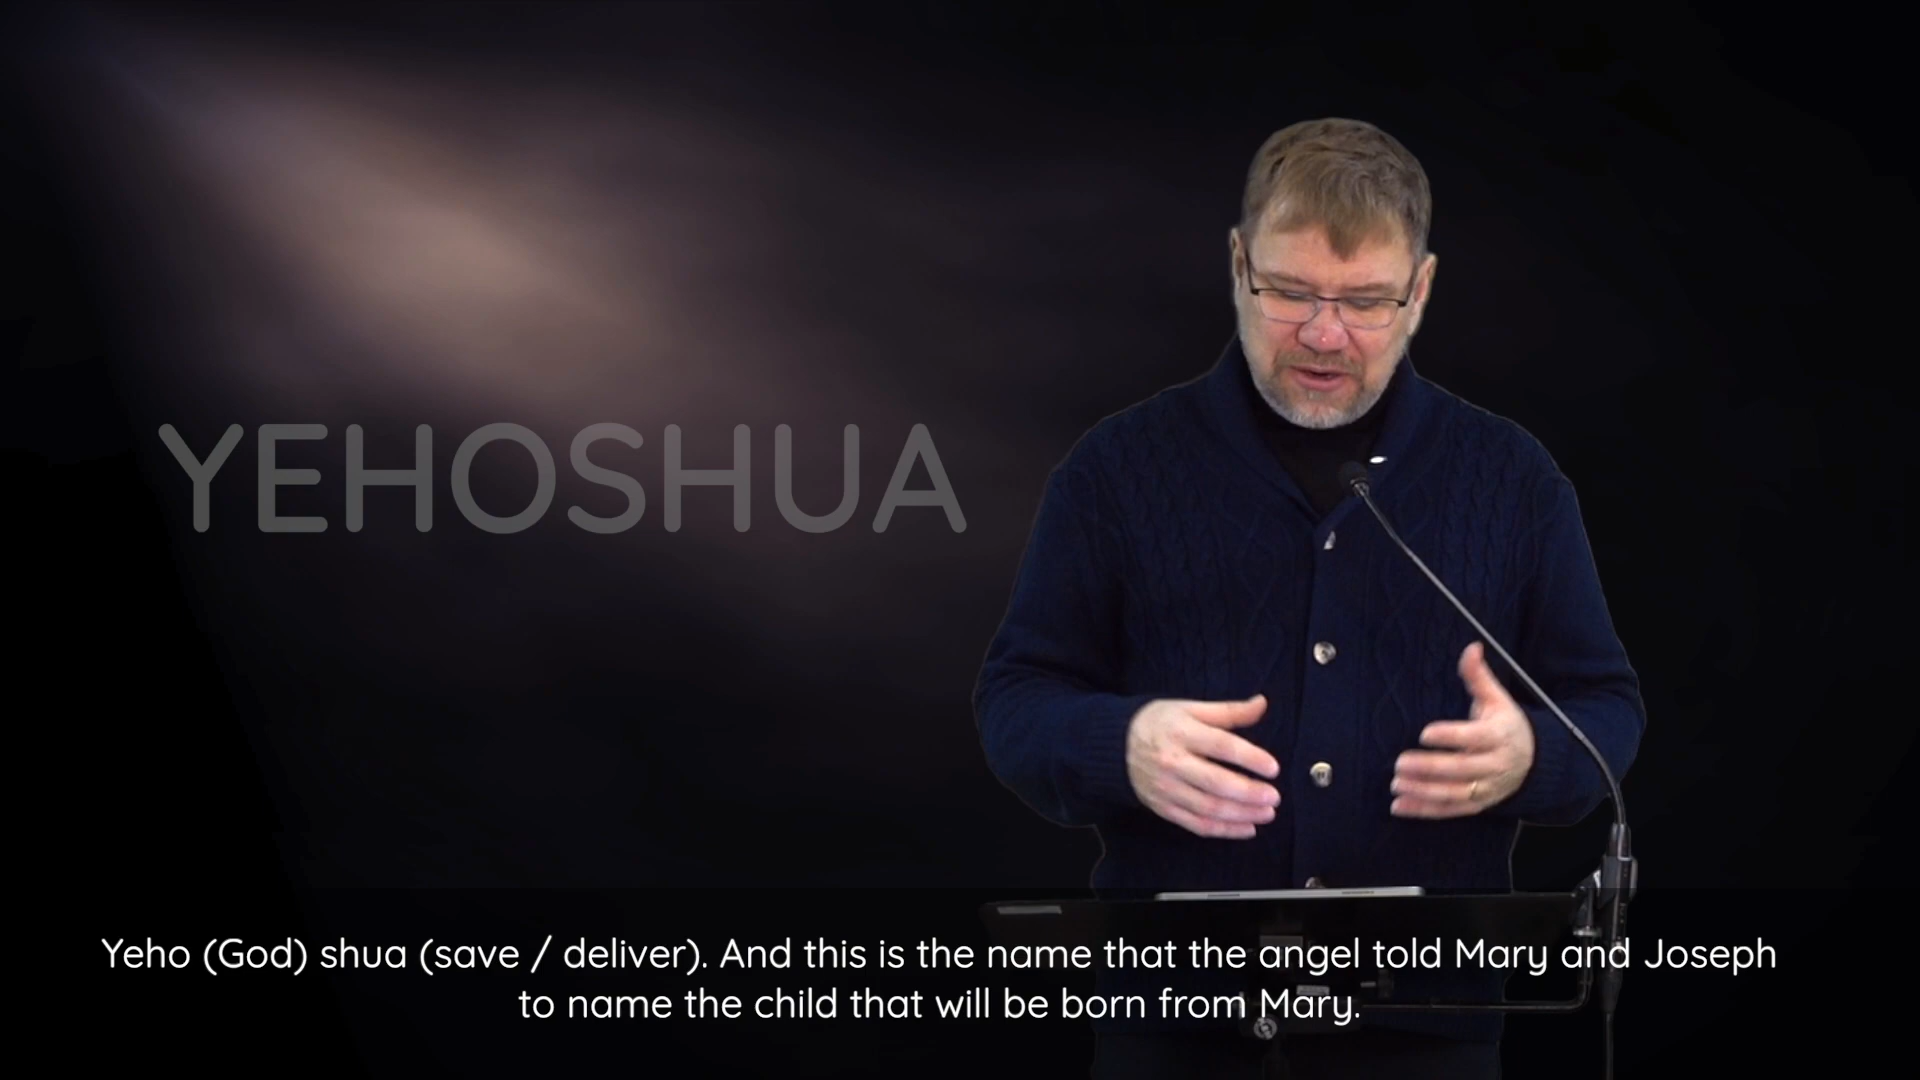 YEHOSHUA
Yeho (God) shua (save / deliver). And this is the name that the angel told Mary and Joseph
to name the child that will be born from Mary.